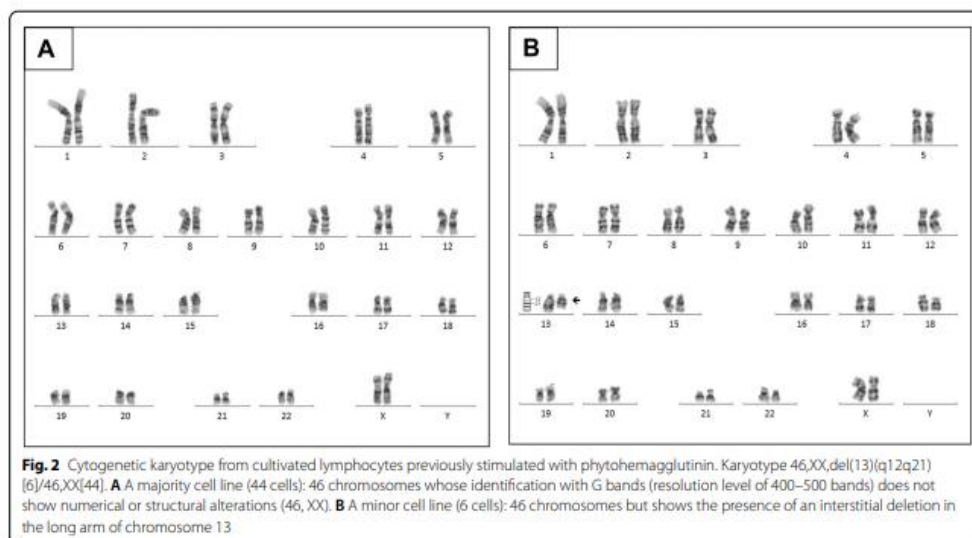 A
B
1 2 3 4 5
1 2 3 4 5
6 7 8 9 10 11 12
6 7 8 9 10 11 12
13 14 15 16 17 18
13 14 15 16 17 18
19 20 21 22 X Y
19 20 21 22 X Y
Fig. 2 Cytogenetic karyotype from cultivated lymphocytes previously stimulated with phytohemagglutinin. Karyotype 46,XX,del(13)(q12q21)
[6]/46,XX[44]. A A majority cell line (44 cells): 46 chromosomes whose identification with G bands (resolution level of 400–500 bands) does not
show numerical or structural alterations (46, XX). B A minor cell line (6 cells): 46 chromosomes but shows the presence of an interstitial deletion in
the long arm of chromosome 13